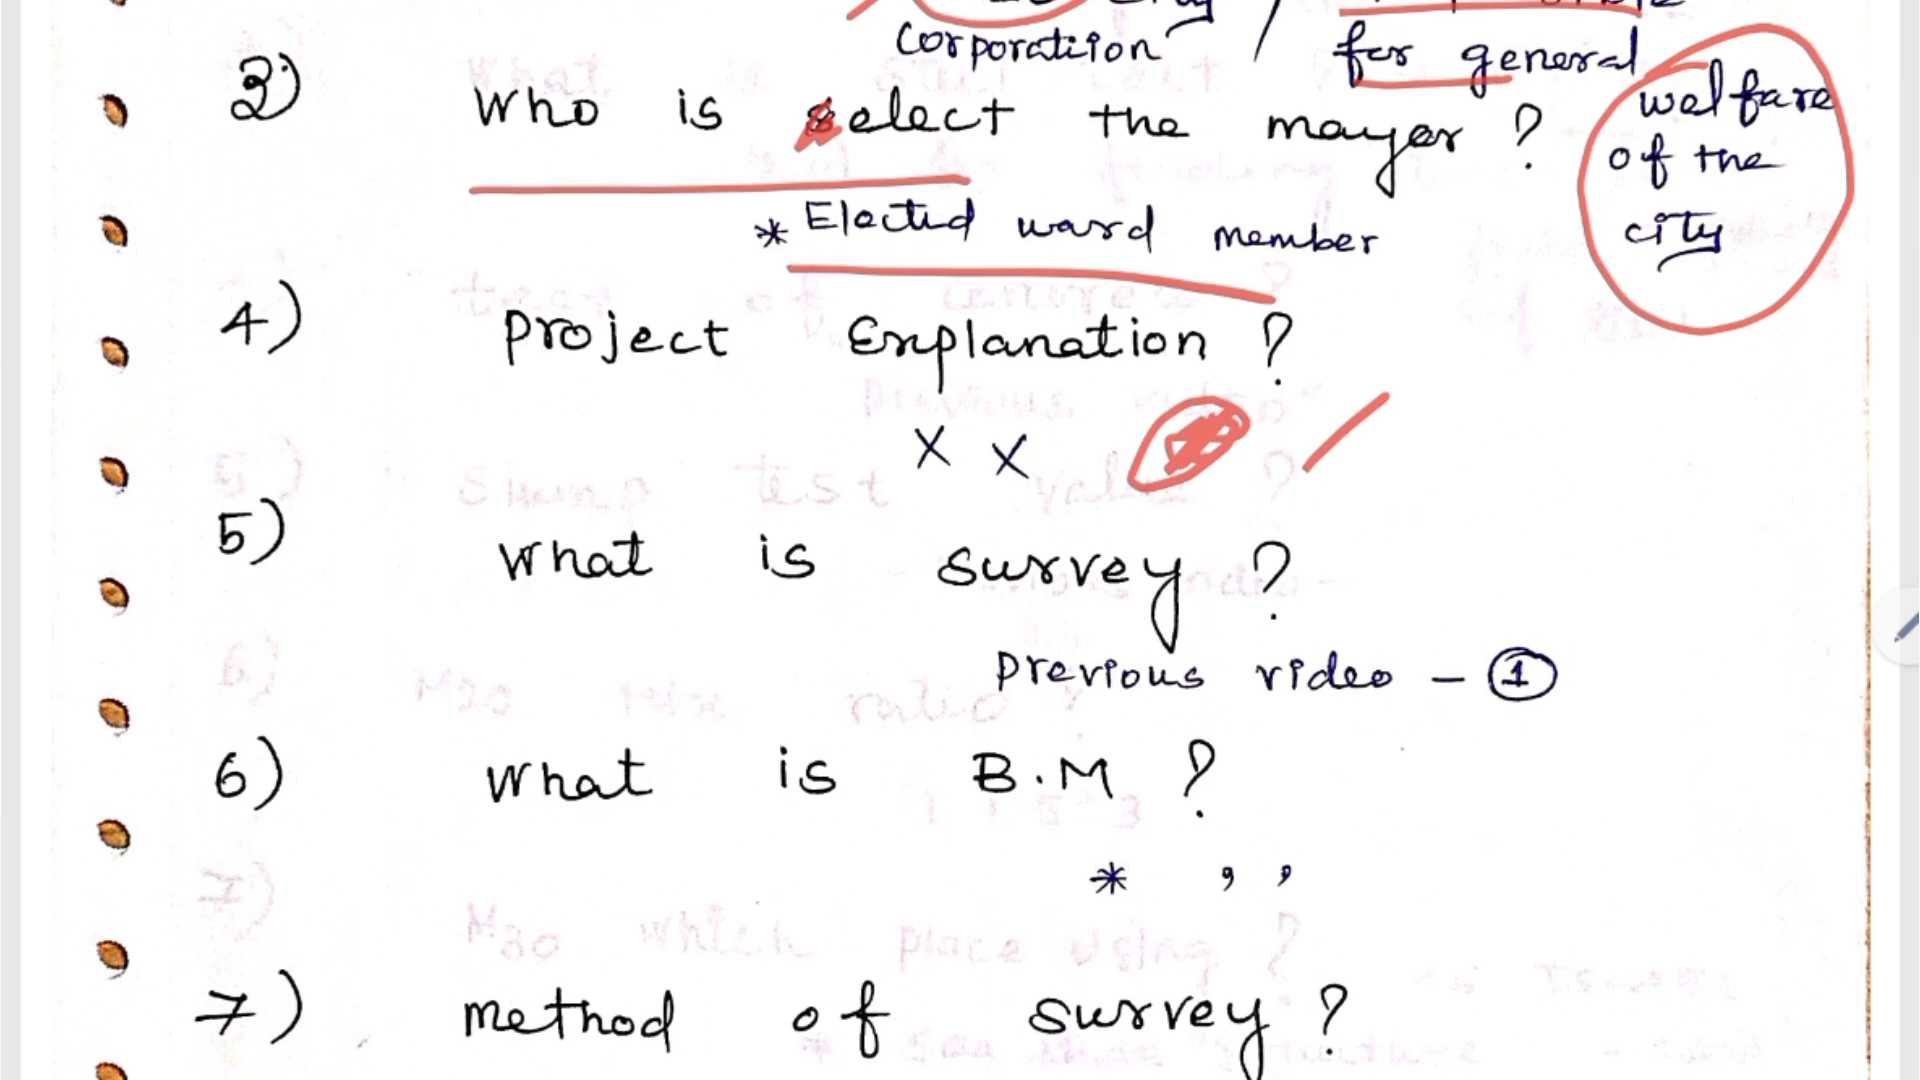 corporatiion / for general
welfare
3) Who is select the mayor ?
of the
* Elected ward member
city
4) Project Explanation ?
X X
5) What is survey ?
Previous video - 1
6) What is B.M ?
* , ,
7) method of survey ?